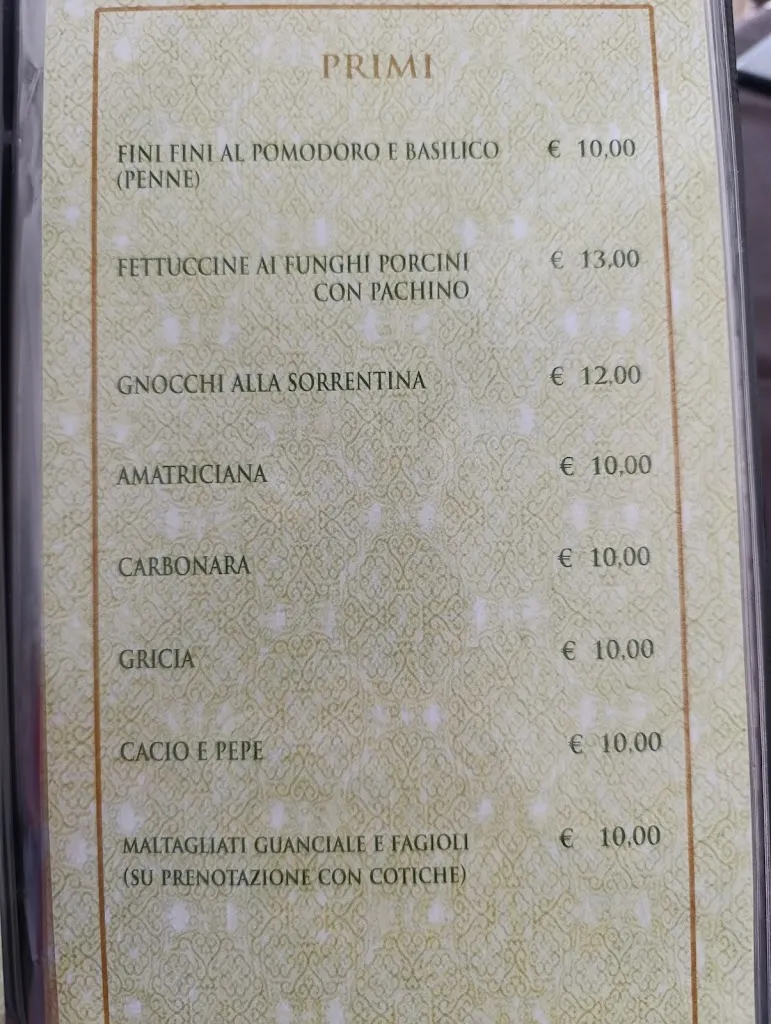 PRIMI
FINI FINI AL POMODORO E BASILICO € 10,00
(PENNE)
FETTUCCINE AI FUNGHI PORCINI € 13,00
CON PACHINO
GNOCCHI ALLA SORRENTINA € 12,00
AMATRICIANA € 10,00
CARBONARA € 10,00
GRICIA € 10,00
CACIO E PEPE € 10,00
MALTAGLIATI GUANCIALE E FAGIOLI € 10,00
(SU PRENOTAZIONE CON COTICHE)